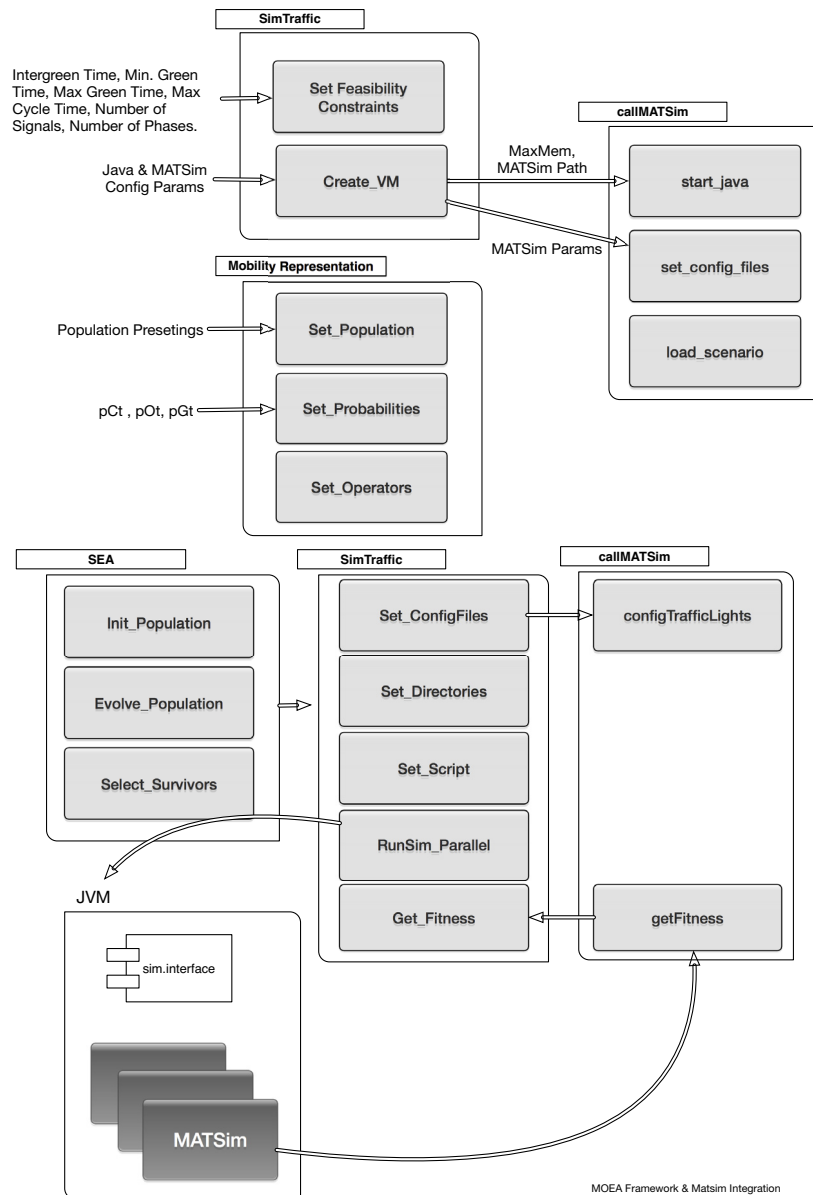 SimTraffic
Intergreen Time, Min. Green
Time, Max Green Time, Max
Cycle Time, Number of
Signals, Number of Phases.
Set Feasibility
Constraints
Java & MATSim
Config Params
Create_VM
MaxMem,
MATSim Path
MATSim Params
callMATSim
start_java
set_config_files
load_scenario
Mobility Representation
Population Presetings
Set_Population
pCt , pOt, pGt
Set_Probabilities
Set_Operators
SEA
Init_Population
Evolve_Population
Select_Survivors
SimTraffic
Set_ConfigFiles
Set_Directories
Set_Script
RunSim_Parallel
Get_Fitness
callMATSim
configTrafficLights
getFitness
JVM
sim.interface
MATSim
MOEA Framework & Matsim Integration